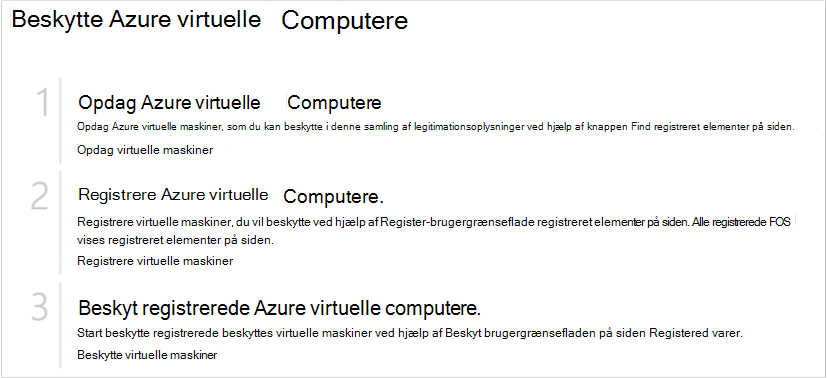 Beskytte Azure virtuelle Computere
1 Opdag Azure virtuelle Computere
Opdag Azure virtuelle maskiner, som du kan beskytte i denne samling af legitimationsoplysninger ved hjælp af knappen Find registreret elementer på siden.
Opdag virtuelle maskiner
2 Registrere Azure virtuelle Computere.
Registrere virtuelle maskiner, du vil beskytte ved hjælp af Register-brugergrænseflade registreret elementer på siden. Alle registrerede FOS
vises registreret elementer på siden.
Registrere virtuelle maskiner
3 Beskyt registrerede Azure virtuelle computere.
Start beskytte registrerede beskyttes virtuelle maskiner ved hjælp af Beskyt brugergrænsefladen på siden Registered varer.
Beskytte virtuelle maskiner